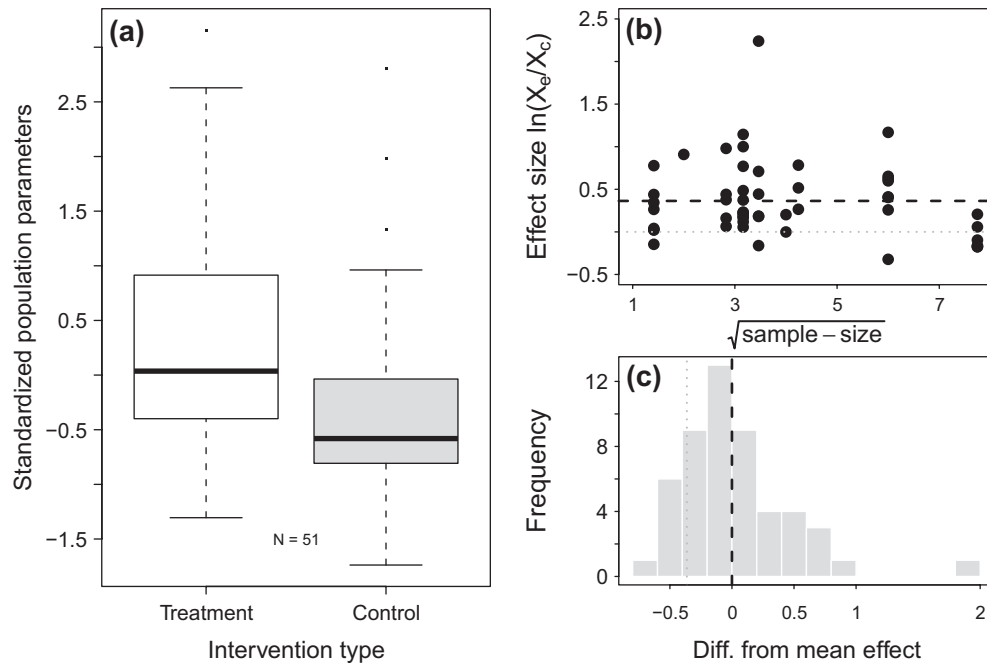 (a)
Standardized population parameters
2.5
1.5
0.5
−0.5
−1.5
N = 51
Treatment
Control
Intervention type
(b)
Effect size ln(Xe/Xc)
2.5
1.5
0.5
−0.5
1
3
5
7
√sample − size
(c)
Frequency
12
8
4
0
−0.5
0
0.5
1
2
Diff. from mean effect